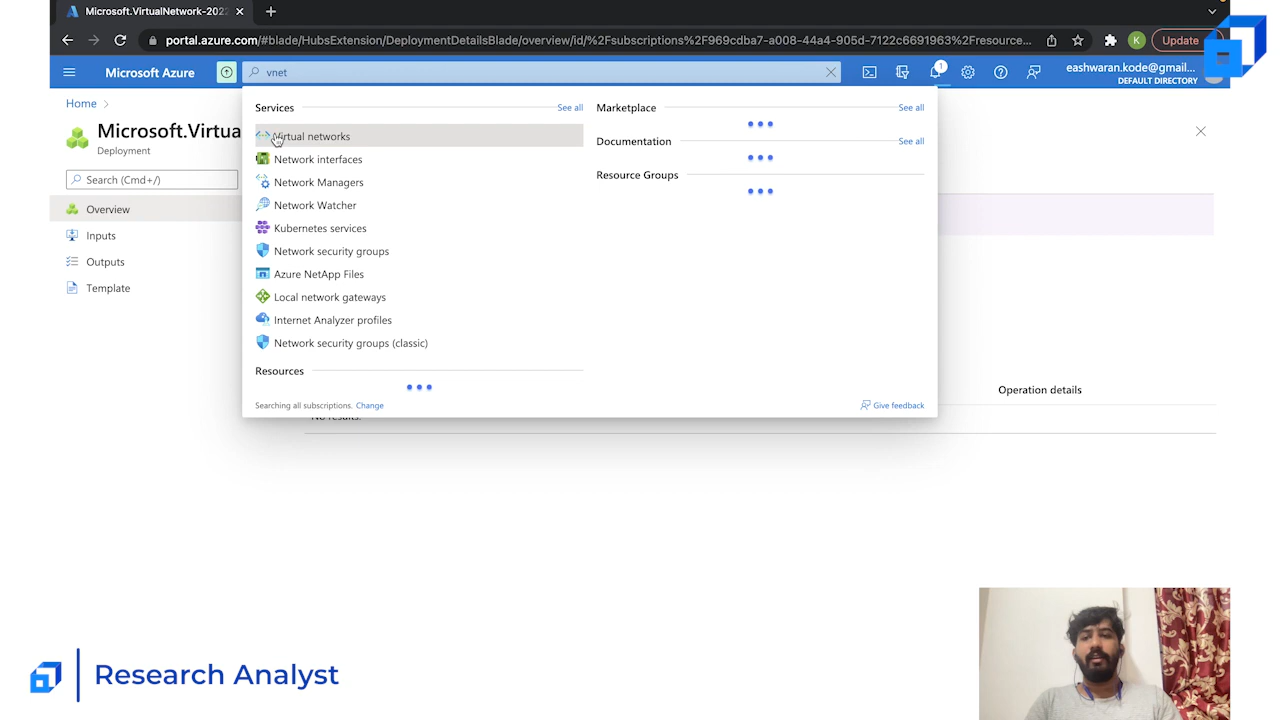 Microsoft.VirtualNetwork-202
portal.azure.com/#blade/HubsExtension/DeploymentDetailsBlade/overview/id/%2Fsubscriptions%2F969cdba7-a008-44a4-905d-7122c6691963%2Fresource...
K
Update
Microsoft Azure
vnet
1
eashwaran.kode@gmail...
DEFAULT DIRECTORY
Home
Microsoft.Virtua
Deployment
Search (Cmd+/)
Overview
Inputs
Outputs
Template
Services
See all
Virtual networks
Network interfaces
Network Managers
Network Watcher
Kubernetes services
Network security groups
Azure NetApp Files
Local network gateways
Internet Analyzer profiles
Network security groups (classic)
Resources
Searching all subscriptions. Change
Marketplace
See all
Documentation
See all
Resource Groups
Give feedback
Operation details
No results.
Research Analyst